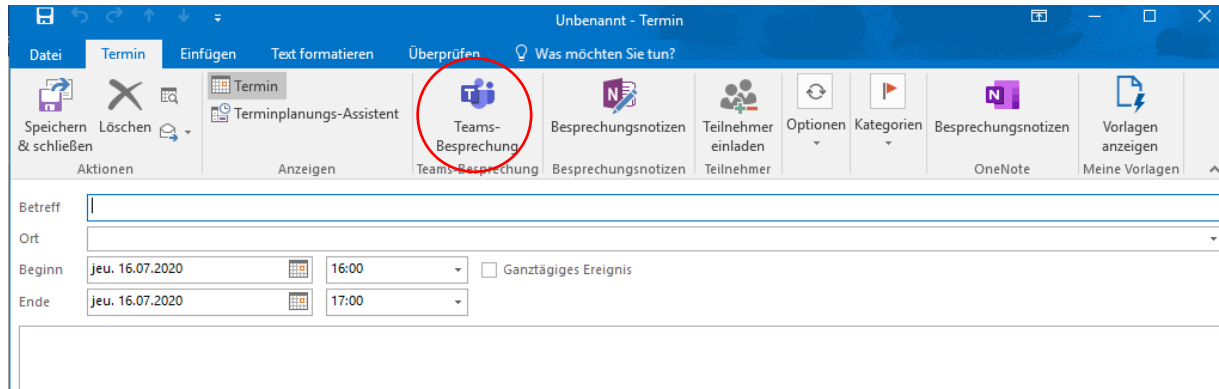 Unbenannt - Termin
Datei Termin Einfügen Text formatieren Überprüfen Was möchten Sie tun?
Speichern & schließen
Löschen
Termin
Terminplanungs-Assistent
Teams-
Besprechung
Besprechungsnotizen
Teilnehmer
einladen
Optionen
Kategorien
Besprechungsnotizen
Vorlagen
anzeigen
Aktionen Anzeigen Teams-Besprechung Besprechungsnotizen Teilnehmer OneNote Meine Vorlagen
Betreff
Ort
Beginn jeu. 16.07.2020 16:00 Ganztägiges Ereignis
Ende jeu. 16.07.2020 17:00